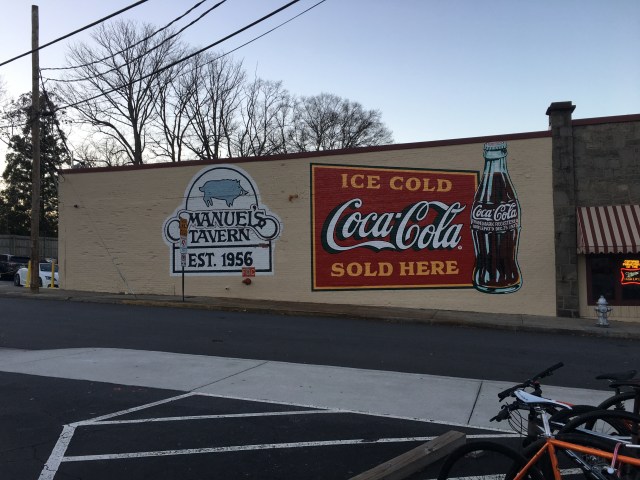 MANUEL'S
TAVERN
EST. 1956
ICE COLD
Coca-Cola
SOLD HERE
Coca-Cola